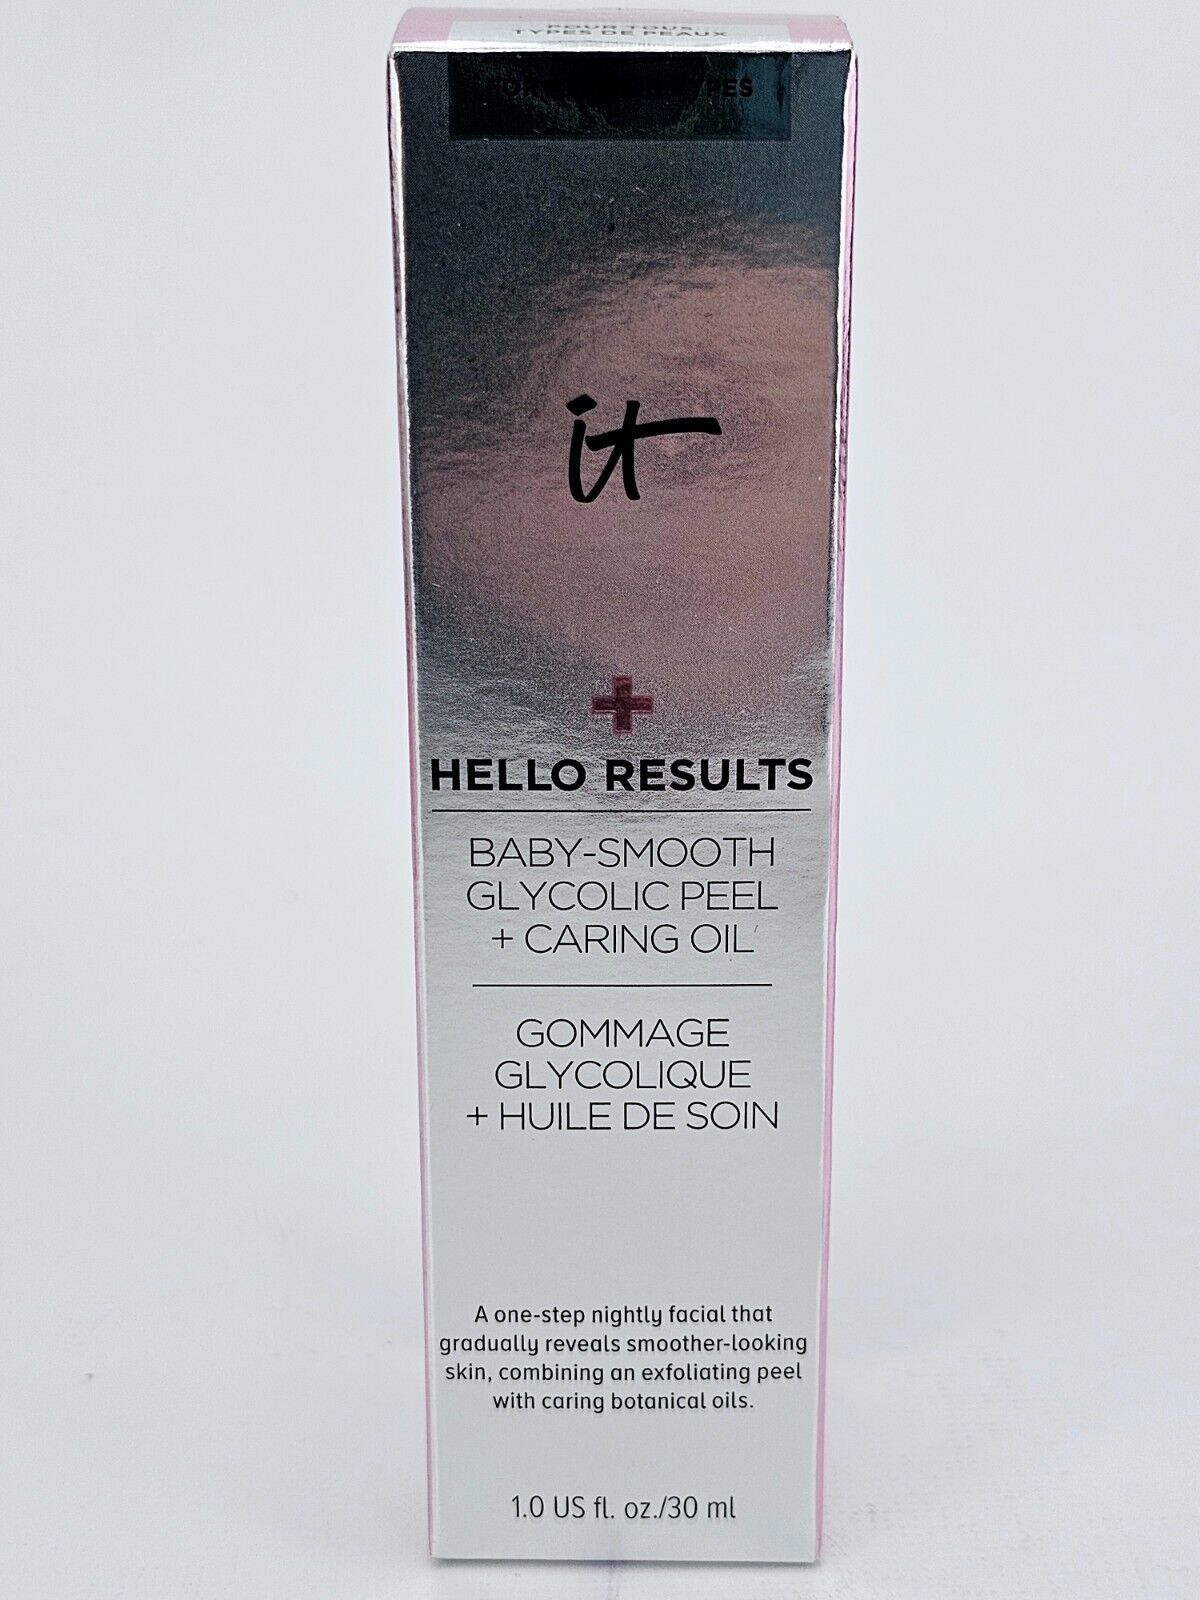 POUR TOUS
TYPES DE PEAUX
FOR TYPES
it
HELLO RESULTS
BABY-SMOOTH
GLYCOLIC PEEL
+ CARING OIL
GOMMAGE
GLYCOLIQUE
+ HUILE DE SOIN
A one-step nightly facial that
gradually reveals smoother-looking
skin, combining an exfoliating peel
with caring botanical oils.
1.0 US fl. oz./30 ml